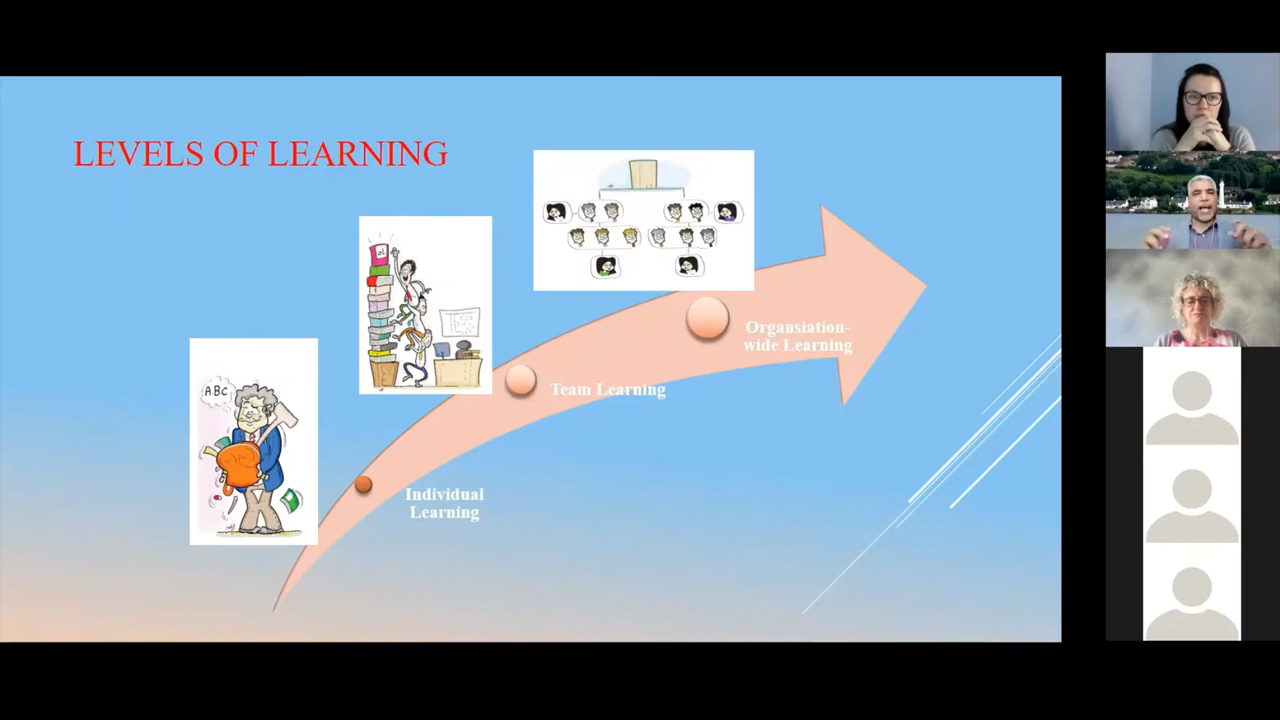 LEVELS OF LEARNING
ABC
Individual
Learning
Team Learning
Organsiation-
wide Learning